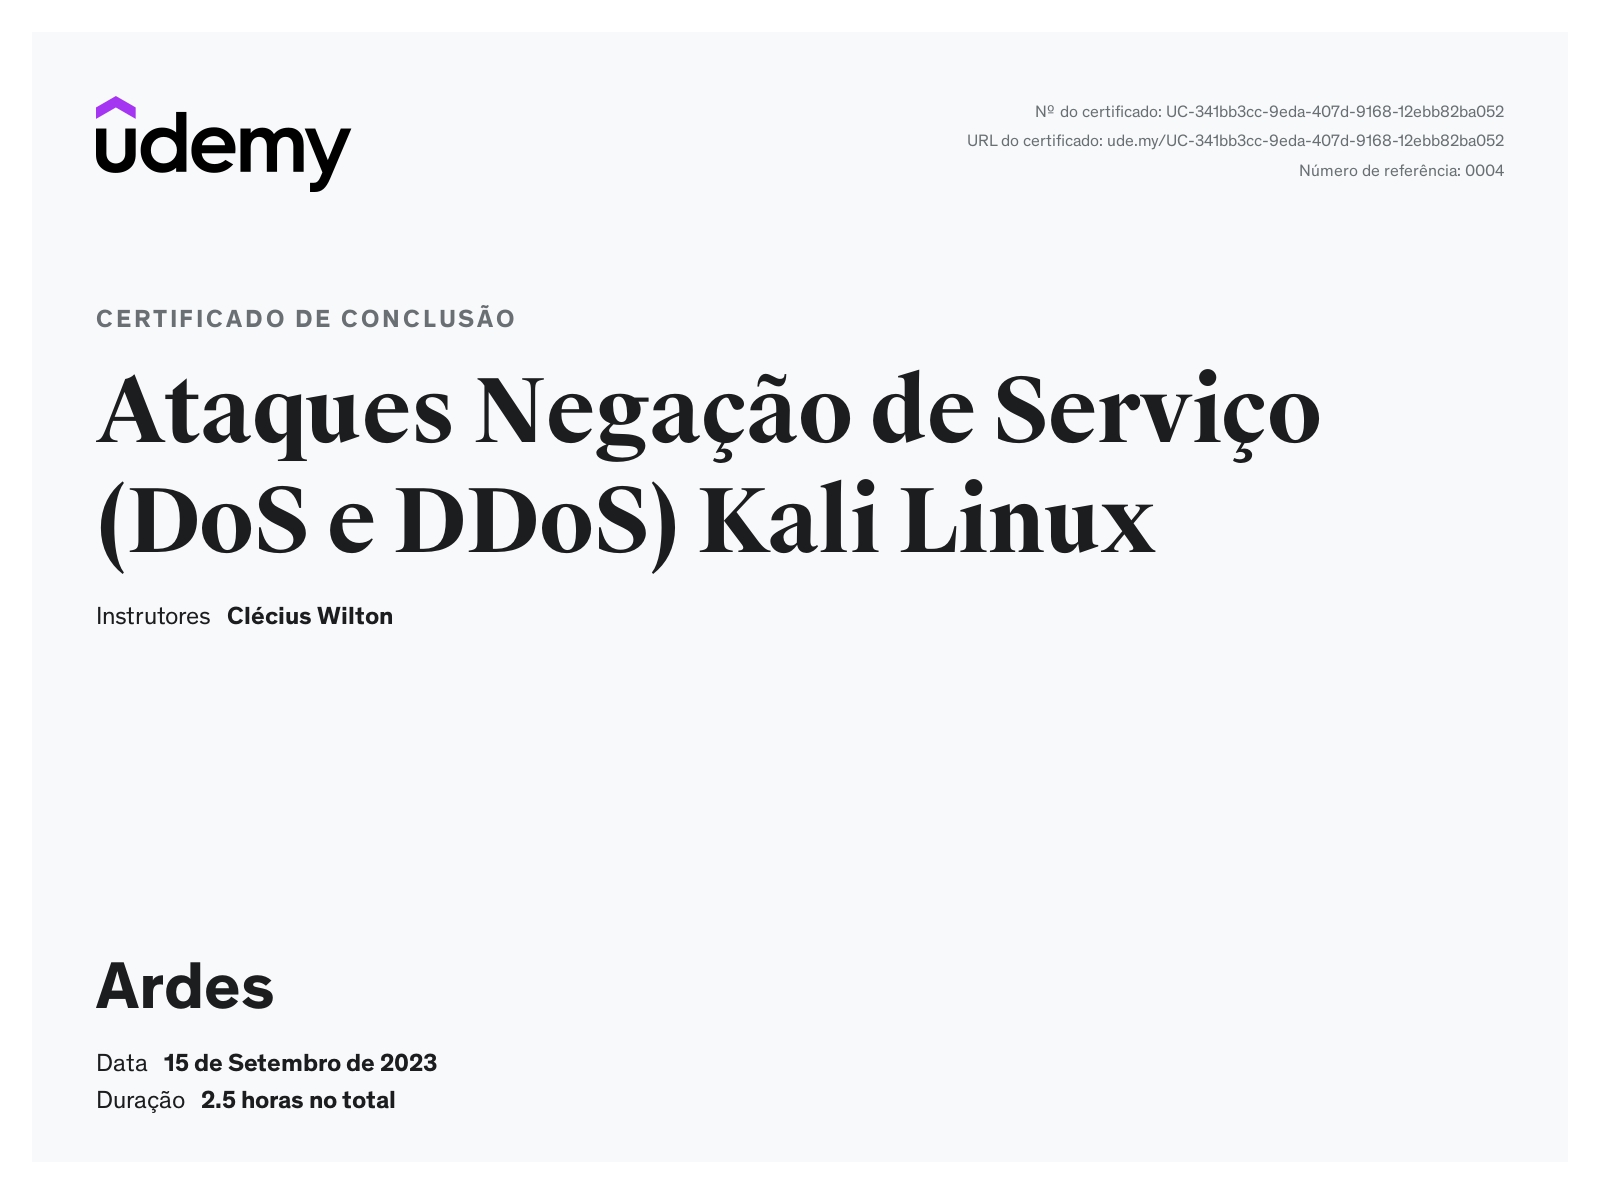 udemy
Nº do certificado: UC-341bb3cc-9eda-407d-9168-12ebb82ba052
URL do certificado: ude.my/UC-341bb3cc-9eda-407d-9168-12ebb82ba052
Número de referência: 0004
CERTIFICADO DE CONCLUSÃO
Ataques Negação de Serviço
(DoS e DDoS) Kali Linux
Instrutores Clécius Wilton
Ardes
Data 15 de Setembro de 2023
Duração 2.5 horas no total